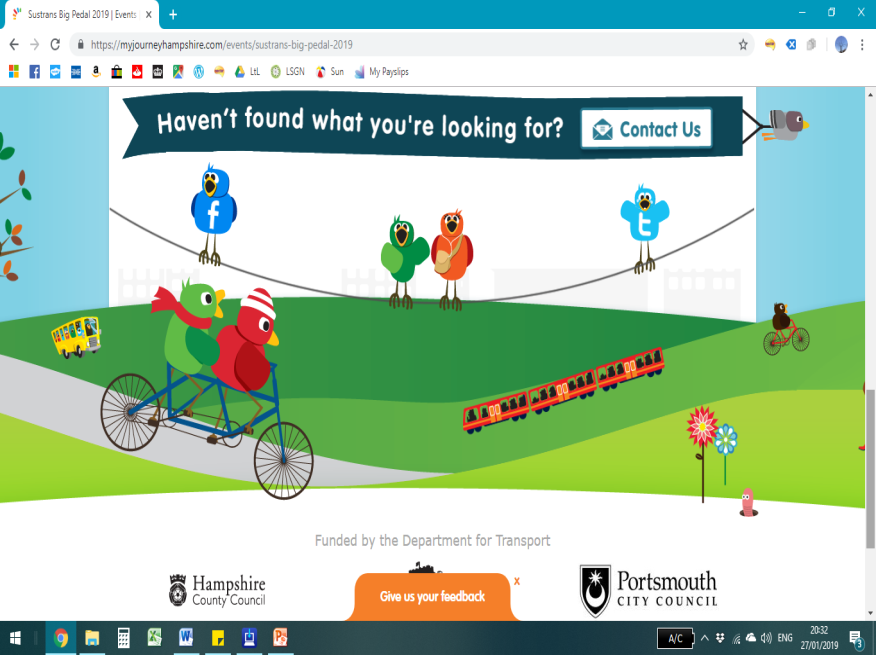 Sustrans Big Pedal 2019 | Events
https://myjourneyhampshire.com/events/sustrans-big-pedal-2019
LtL LSGN Sun My Payslips
Haven't found what you're looking for? Contact Us
f
t
Funded by the Department for Transport
Hampshire
County Council
Give us your feedback
x
Portsmouth
CITY COUNCIL
A/C
ENG
20:32
27/01/2019
3